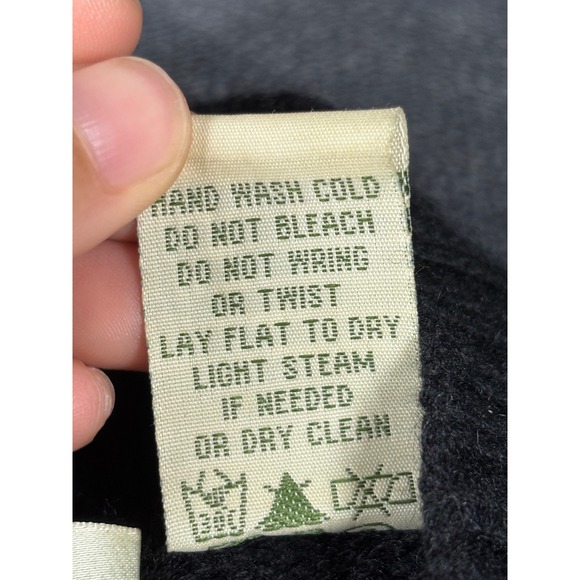 HAND WASH COLD
DO NOT BLEACH
DO NOT WRING
OR TWIST
LAY FLAT TO DRY
LIGHT STEAM
IF NEEDED
OR DRY CLEAN